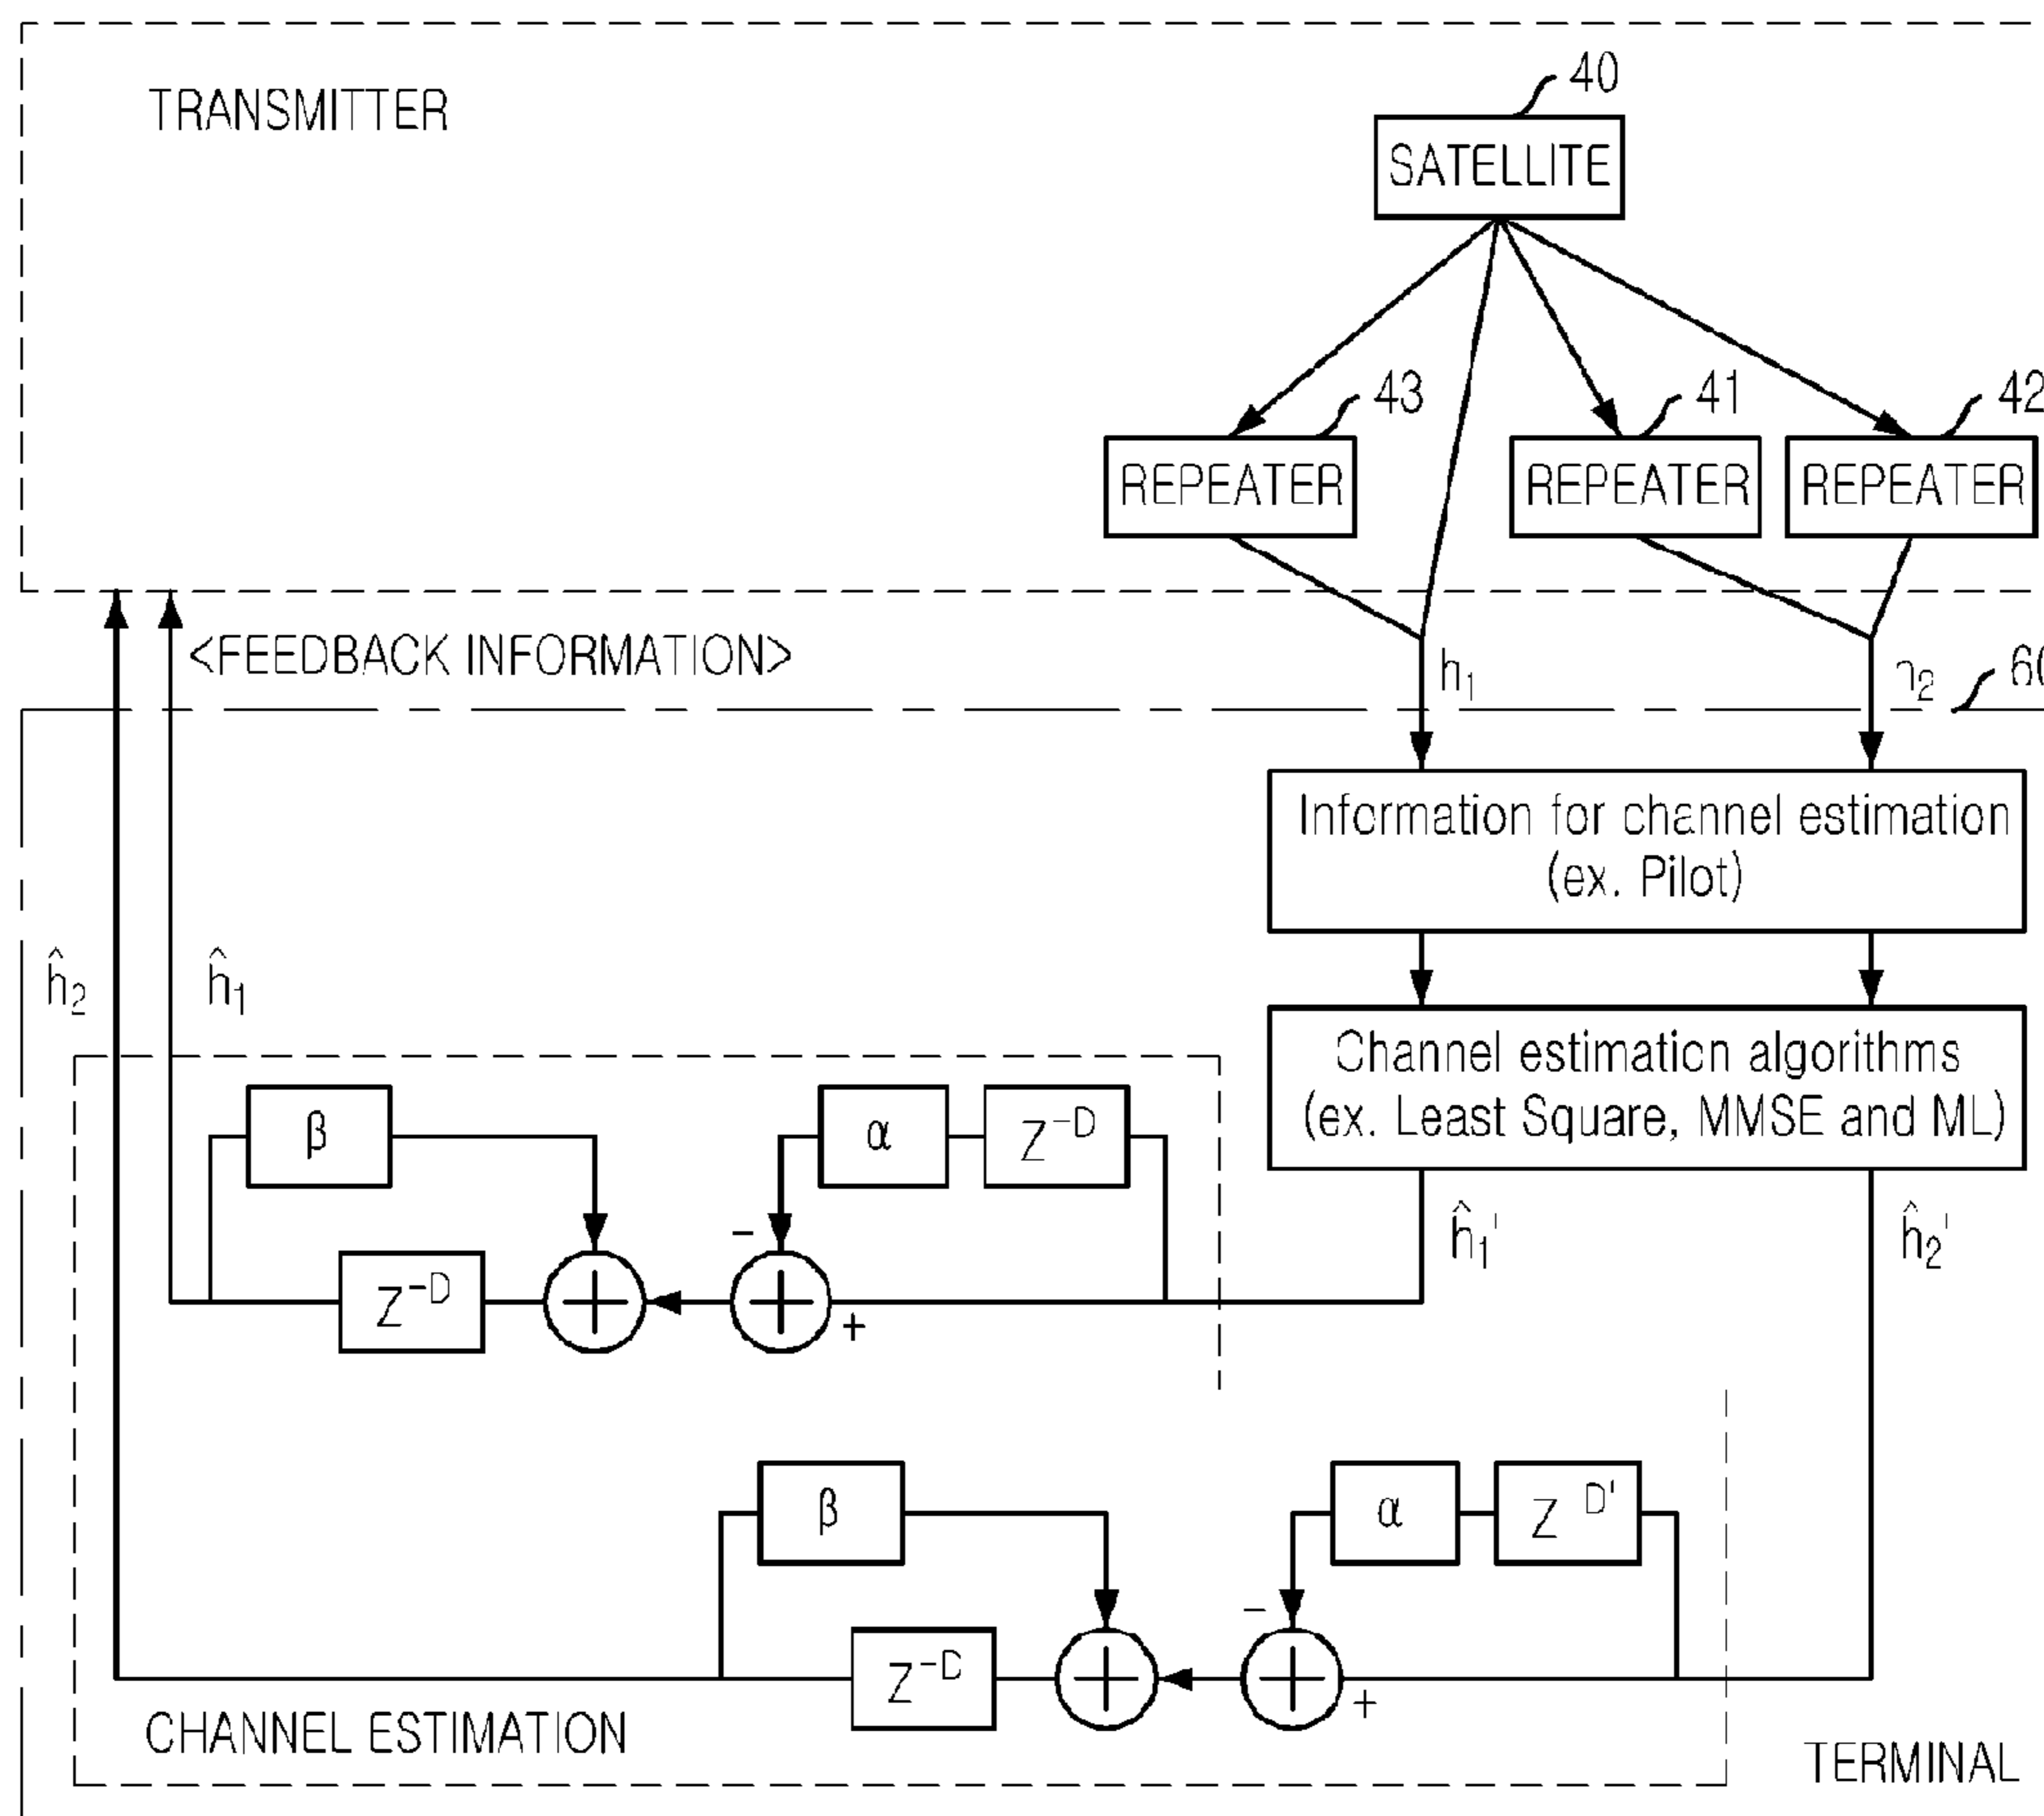 TRANSMITTER
40
SATELLITE
43
41
42
REPEATER
REPEATER
REPEATER
<FEEDBACK INFORMATION>
h₁
60
Information for channel estimation
(ex. Pilot)
ĥ₂
ĥ₁
Channel estimation algorithms
(ex. Least Square, MMSE and ML)
β
α
Z⁻ᴰ
ĥ₁'
ĥ₂'
−
Z⁻ᴰ
+
+
+
β
α
Z ᴰ'
−
Z⁻ᴰ
+
+
+
CHANNEL ESTIMATION
TERMINAL